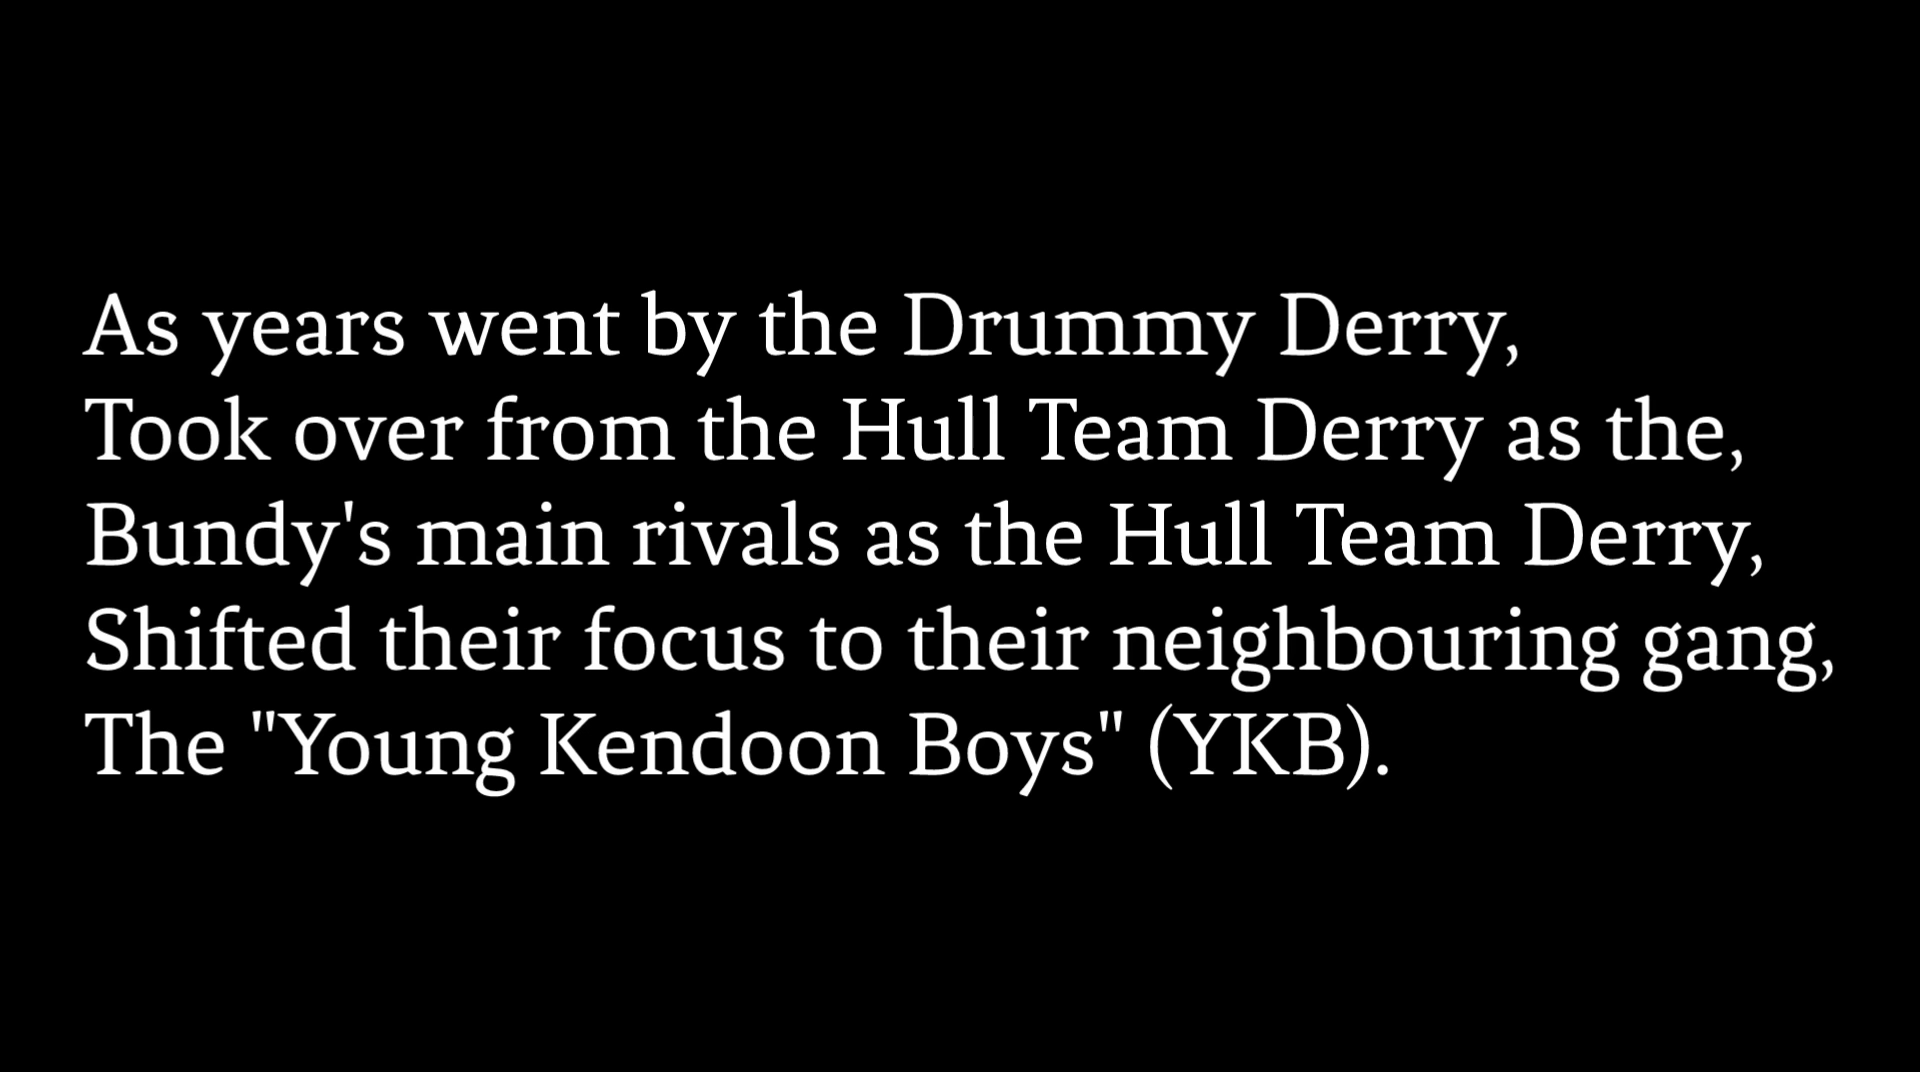 As years went by the Drummy Derry,
Took over from the Hull Team Derry as the,
Bundy's main rivals as the Hull Team Derry,
Shifted their focus to their neighbouring gang,
The "Young Kendoon Boys" (YKB).